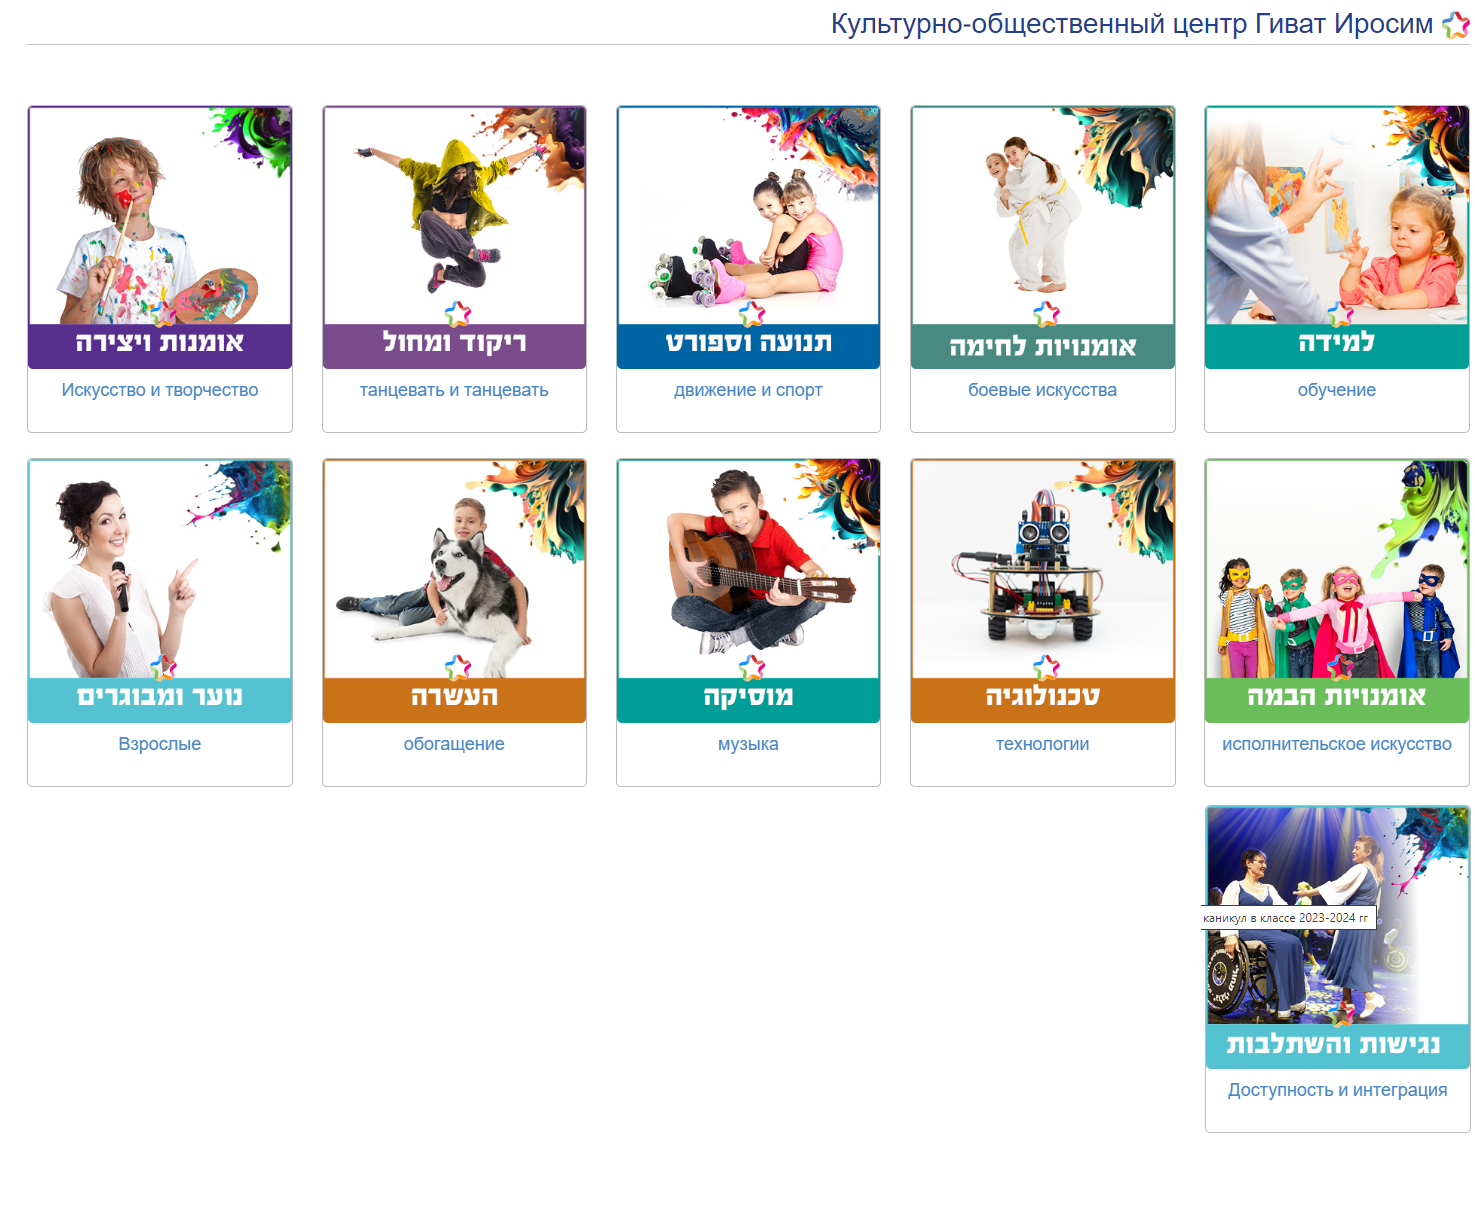 Культурно-общественный центр Гиват Иросим
אומנות ויצירה
Искусство и творчество
ריקוד ומחול
танцевать и танцевать
תנועה וספורט
движение и спорт
אומנויות לחימה
боевые искусства
למידה
обучение
נוער ומבוגרים
Взрослые
העשרה
обогащение
מוסיקה
музыка
טכנולוגיה
технологии
אומנויות הבמה
исполнительское искусство
каникул в классе 2023-2024 гг
נגישות והשתלבות
Доступность и интеграция